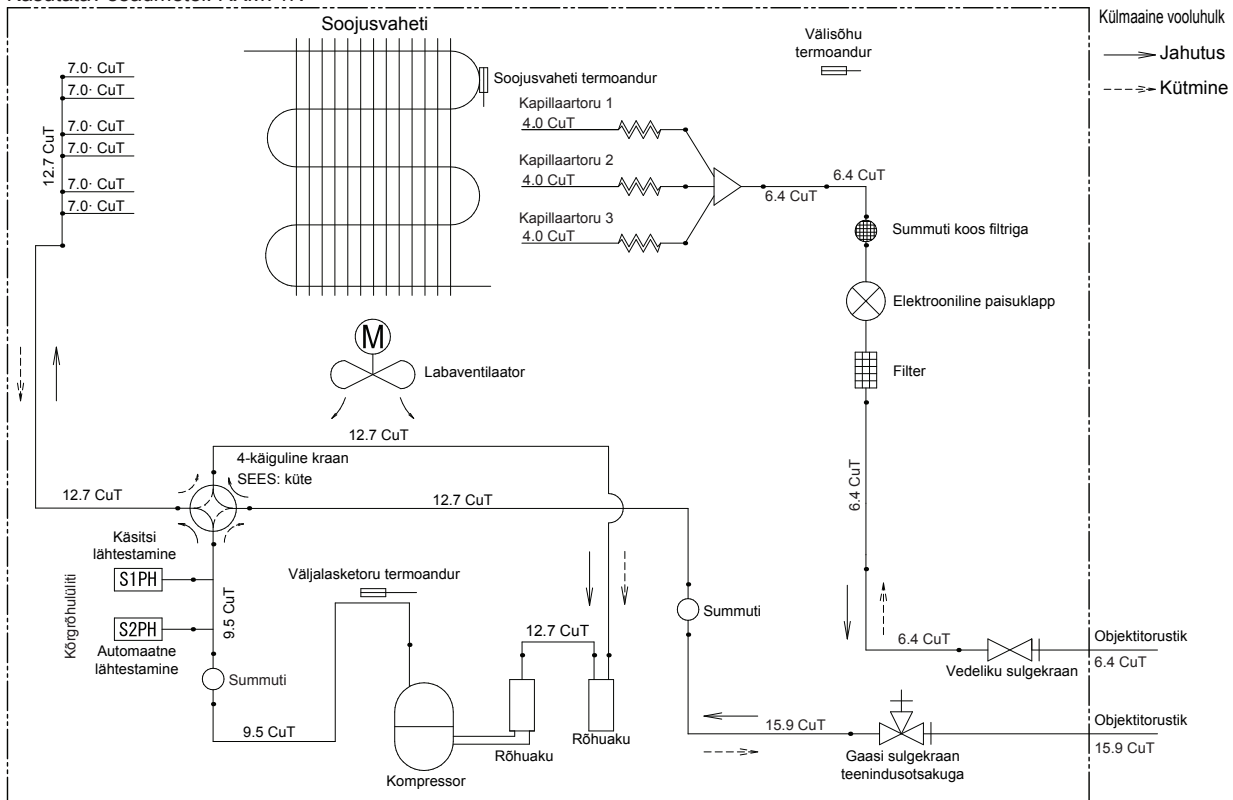 Soojusvaheti
Välisõhu
termoandur
Külmaaine vooluhulk
Jahutus
Kütmine
7.0· CuT
7.0· CuT
7.0· CuT
7.0· CuT
7.0· CuT
7.0· CuT
12.7 CuT
Soojusvaheti termoandur
Kapillaartoru 1
4.0 CuT
Kapillaartoru 2
4.0 CuT
Kapillaartoru 3
4.0 CuT
6.4 CuT
6.4 CuT
Summuti koos filtriga
Elektrooniline paisuklapp
Filter
6.4 CuT
M
Labaventilaator
12.7 CuT
4-käiguline kraan
SEES: küte
12.7 CuT
12.7 CuT
Käsitsi
lähtestamine
S1PH
S2PH
Automaatne
lähtestamine
Kõrgrõhulüliti
9.5 CuT
Väljalasketoru termoandur
Summuti
9.5 CuT
Kompressor
12.7 CuT
Rõhuaku
Rõhuaku
Summuti
6.4 CuT
Vedeliku sulgekraan
Objektitorustik
6.4 CuT
15.9 CuT
Gaasi sulgekraan
teenindusotsakuga
Objektitorustik
15.9 CuT